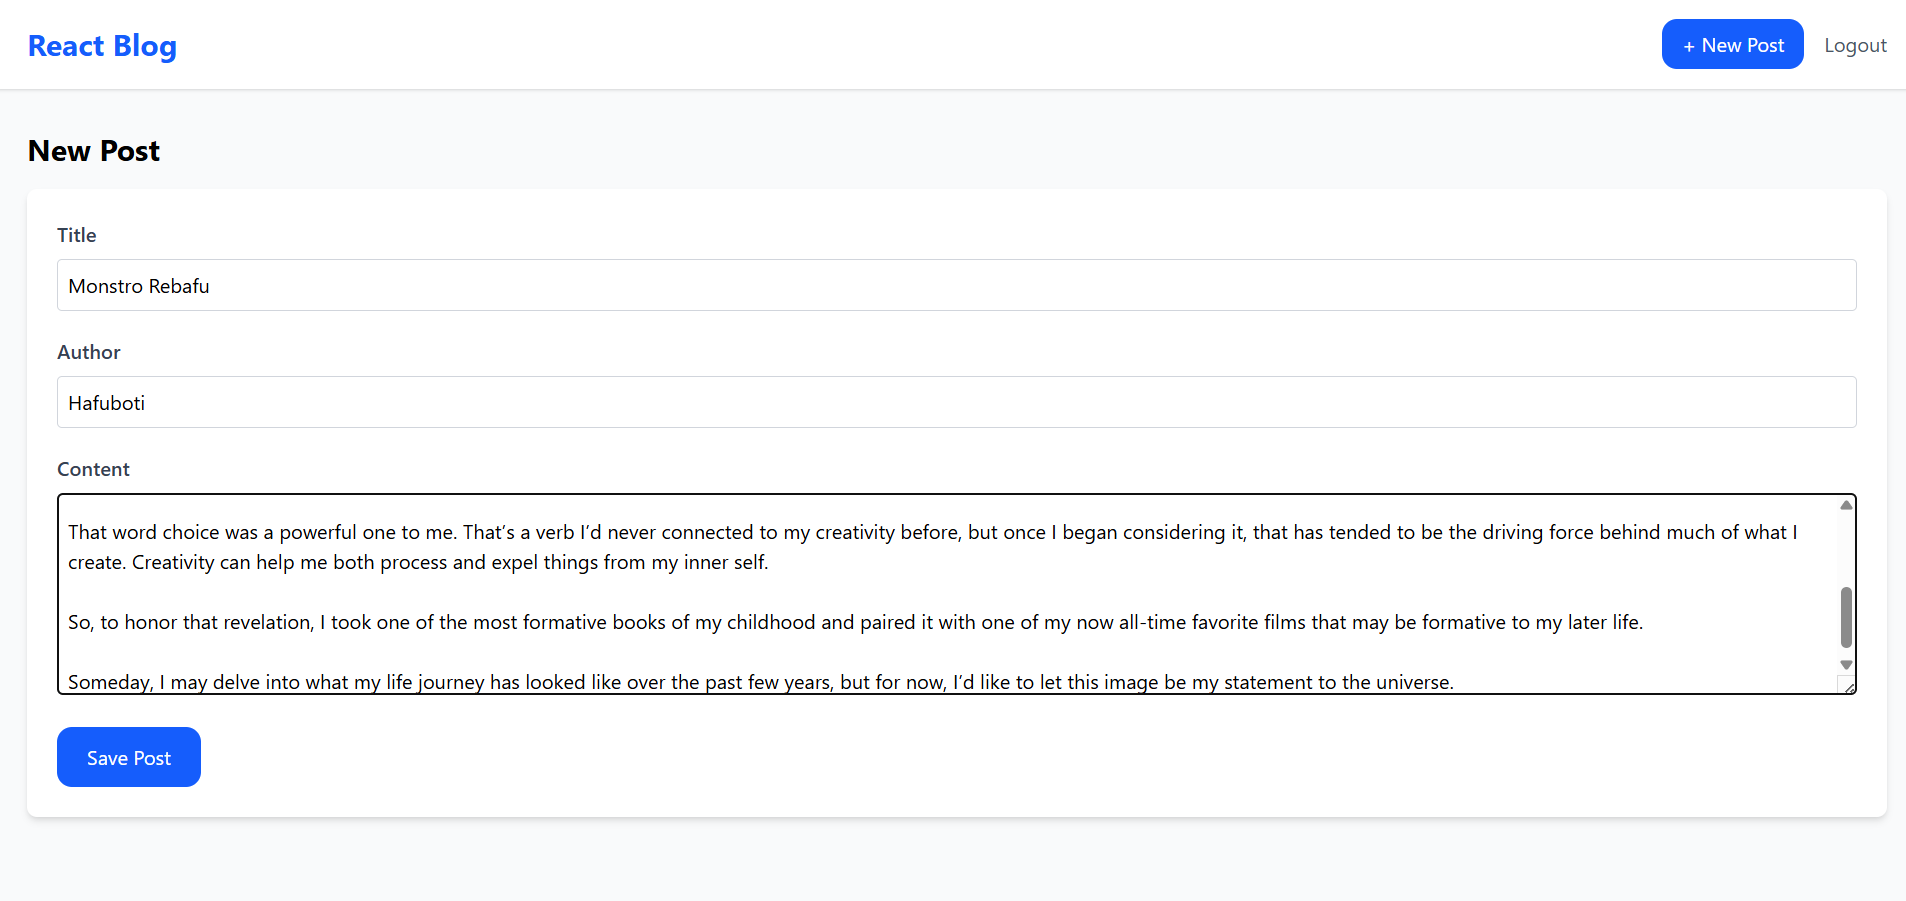 React Blog
+ New Post
Logout
New Post
Title
Monstro Rebafu
Author
Hafuboti
Content
That word choice was a powerful one to me. That’s a verb I’d never connected to my creativity before, but once I began considering it, that has tended to be the driving force behind much of what I
create. Creativity can help me both process and expel things from my inner self.
So, to honor that revelation, I took one of the most formative books of my childhood and paired it with one of my now all-time favorite films that may be formative to my later life.
Someday, I may delve into what my life journey has looked like over the past few years, but for now, I’d like to let this image be my statement to the universe.
Save Post